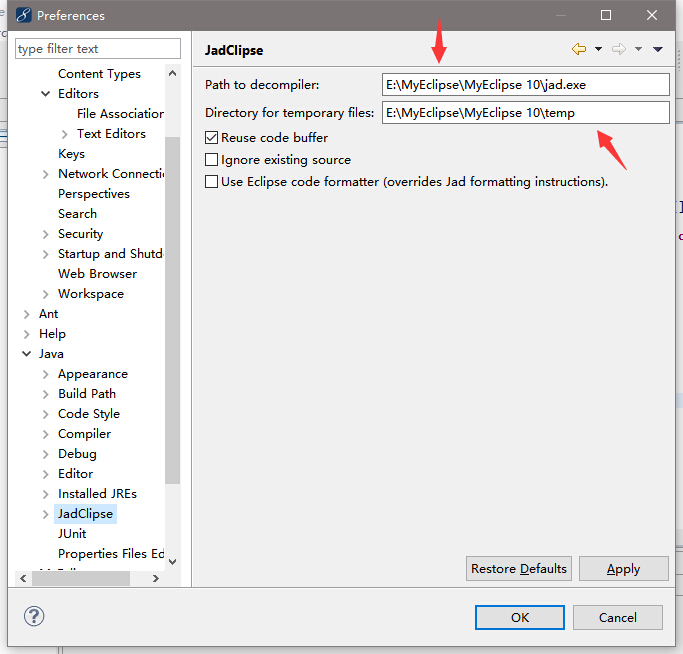 Preferences
type filter text
Content Types
Editors
File Association
Text Editors
Keys
Network Connecti
Perspectives
Search
Security
Startup and Shutd
Web Browser
Workspace
Ant
Help
Java
Appearance
Build Path
Code Style
Compiler
Debug
Editor
Installed JREs
JadClipse
JUnit
Properties Files Ed
JadClipse
Path to decompiler: E:\MyEclipse\MyEclipse 10\jad.exe
Directory for temporary files: E:\MyEclipse\MyEclipse 10\temp
Reuse code buffer
Ignore existing source
Use Eclipse code formatter (overrides Jad formatting instructions).
Restore Defaults Apply
? OK Cancel